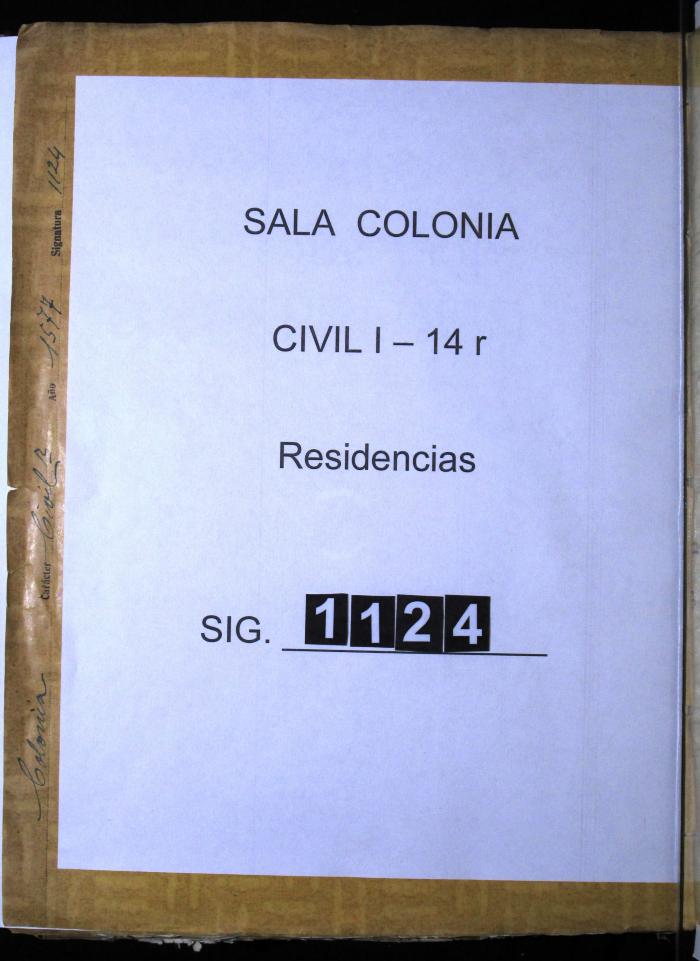 SALA COLONIA
CIVIL I – 14 r
Residencias
SIG. 1124
Colonia Carácter Civil R Año 1577 Signatura 1124